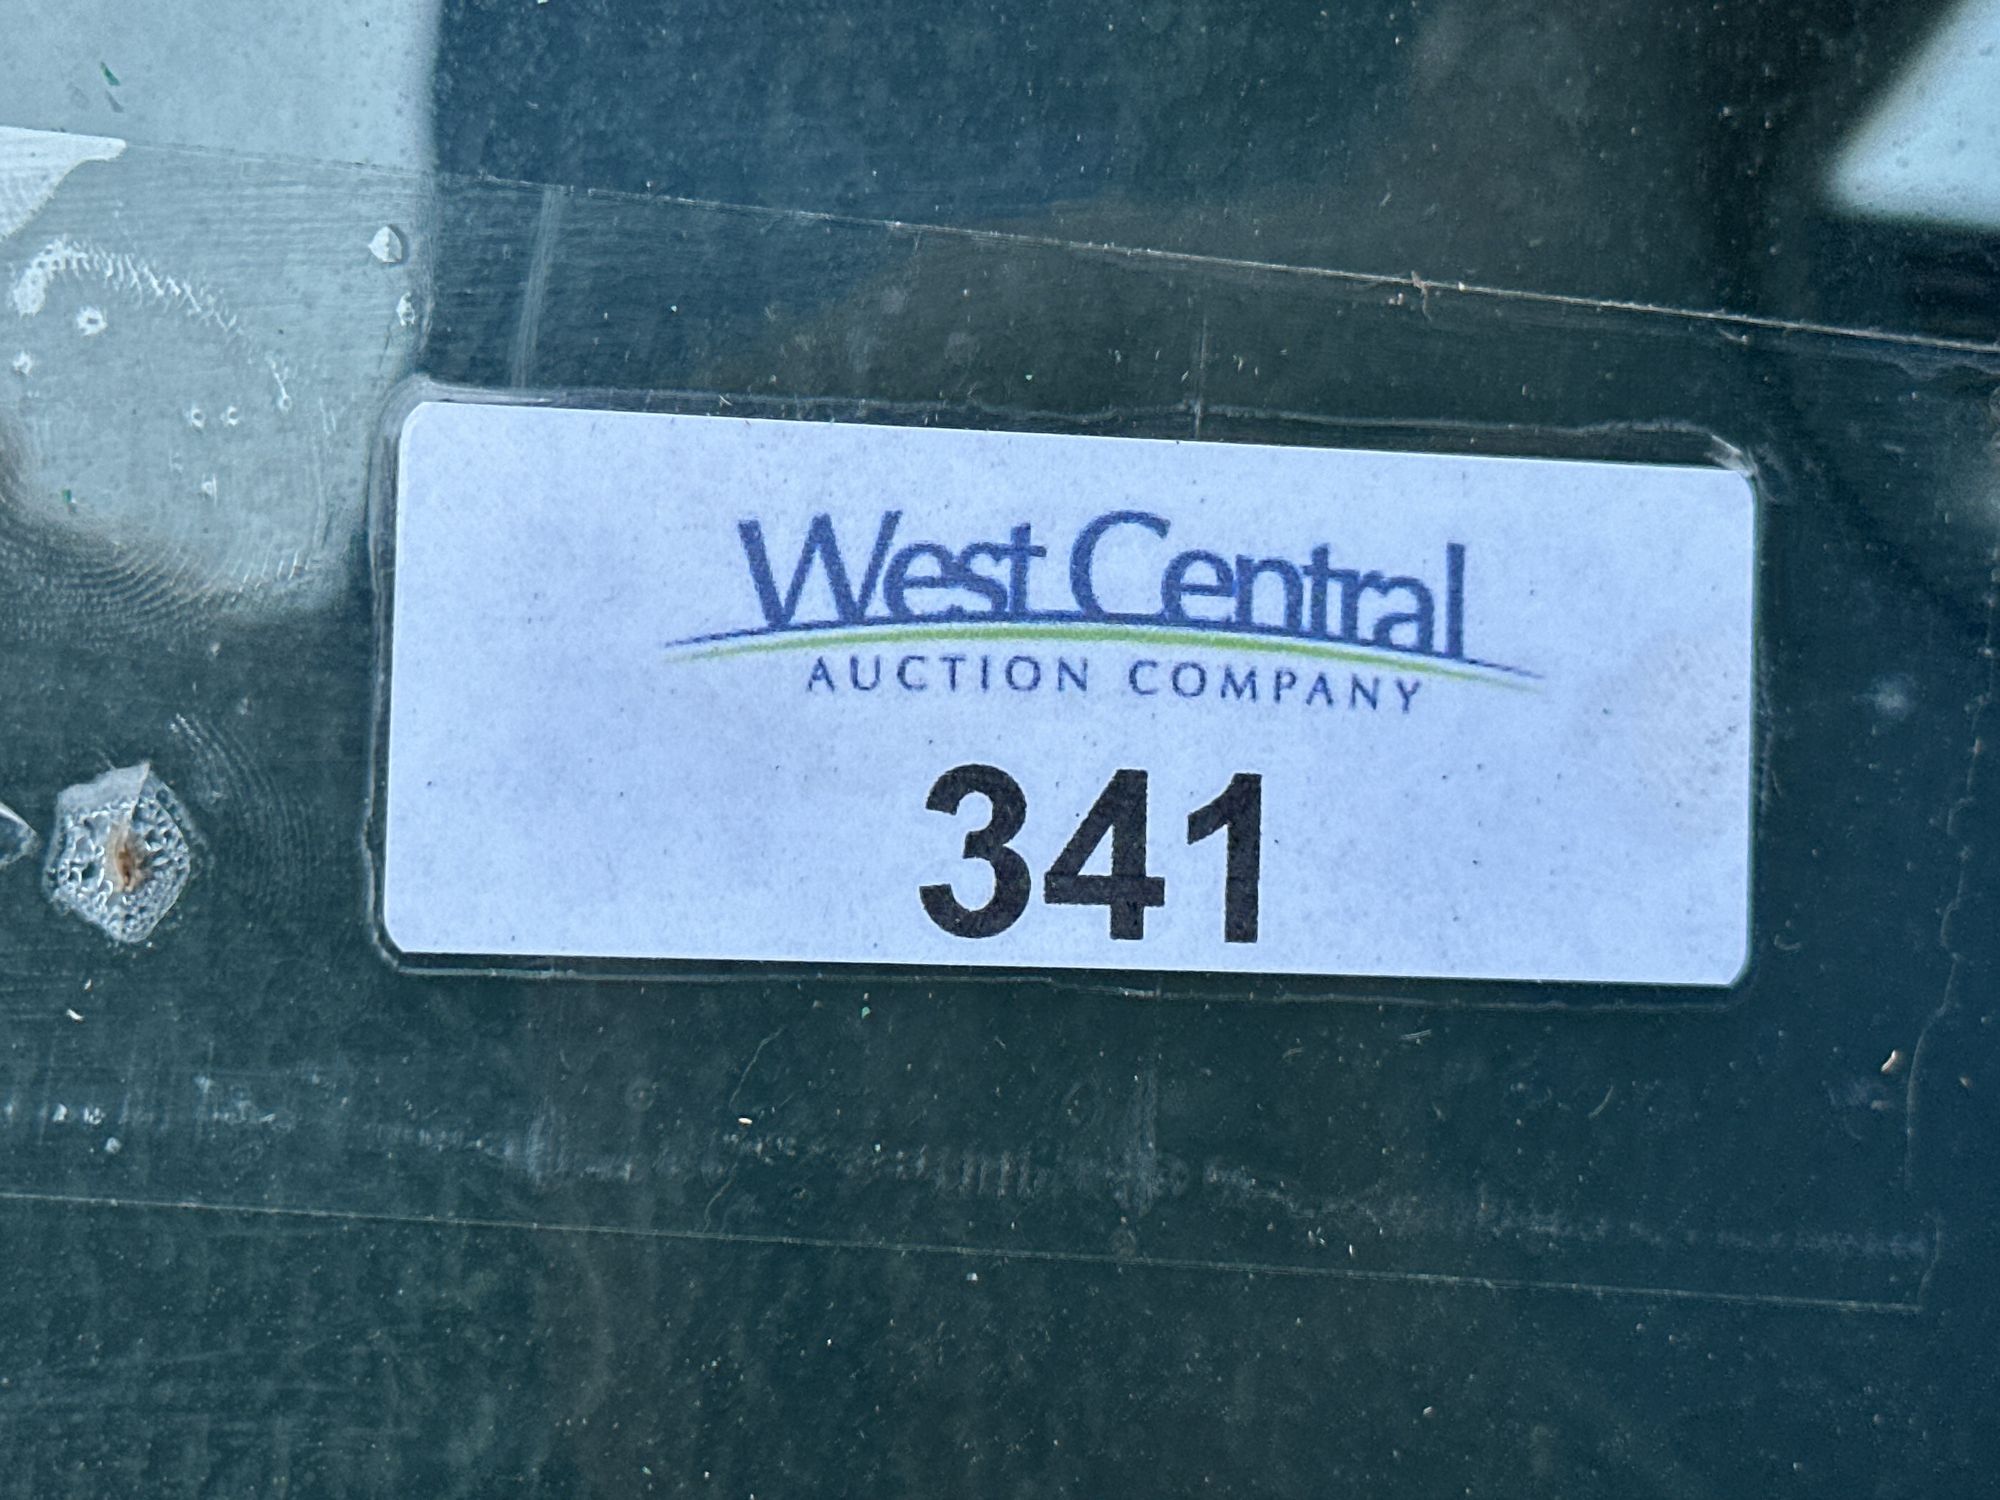 West Central
AUCTION COMPANY
341